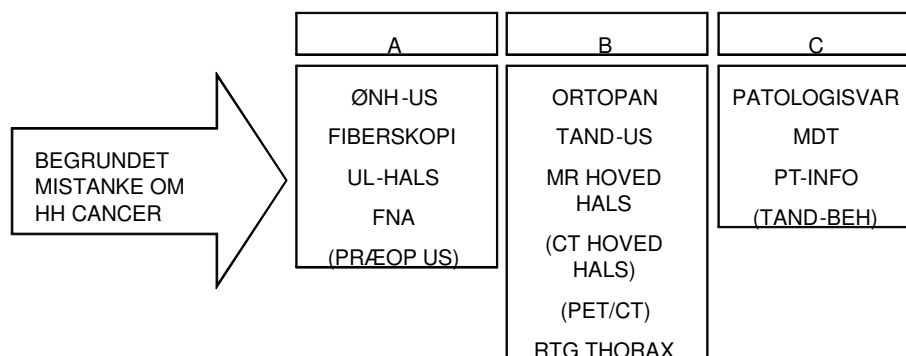 BEGRUNDET
MISTANKE OM
HH CANCER
A
ØNH-US
FIBERSKOPI
UL-HALS
FNA
(PRÆOP US)
B
ORTOPAN
TAND-US
MR HOVED
HALS
(CT HOVED
HALS)
(PET/CT)
RTG THORAX
C
PATOLOGISVAR
MDT
PT-INFO
(TAND-BEH)